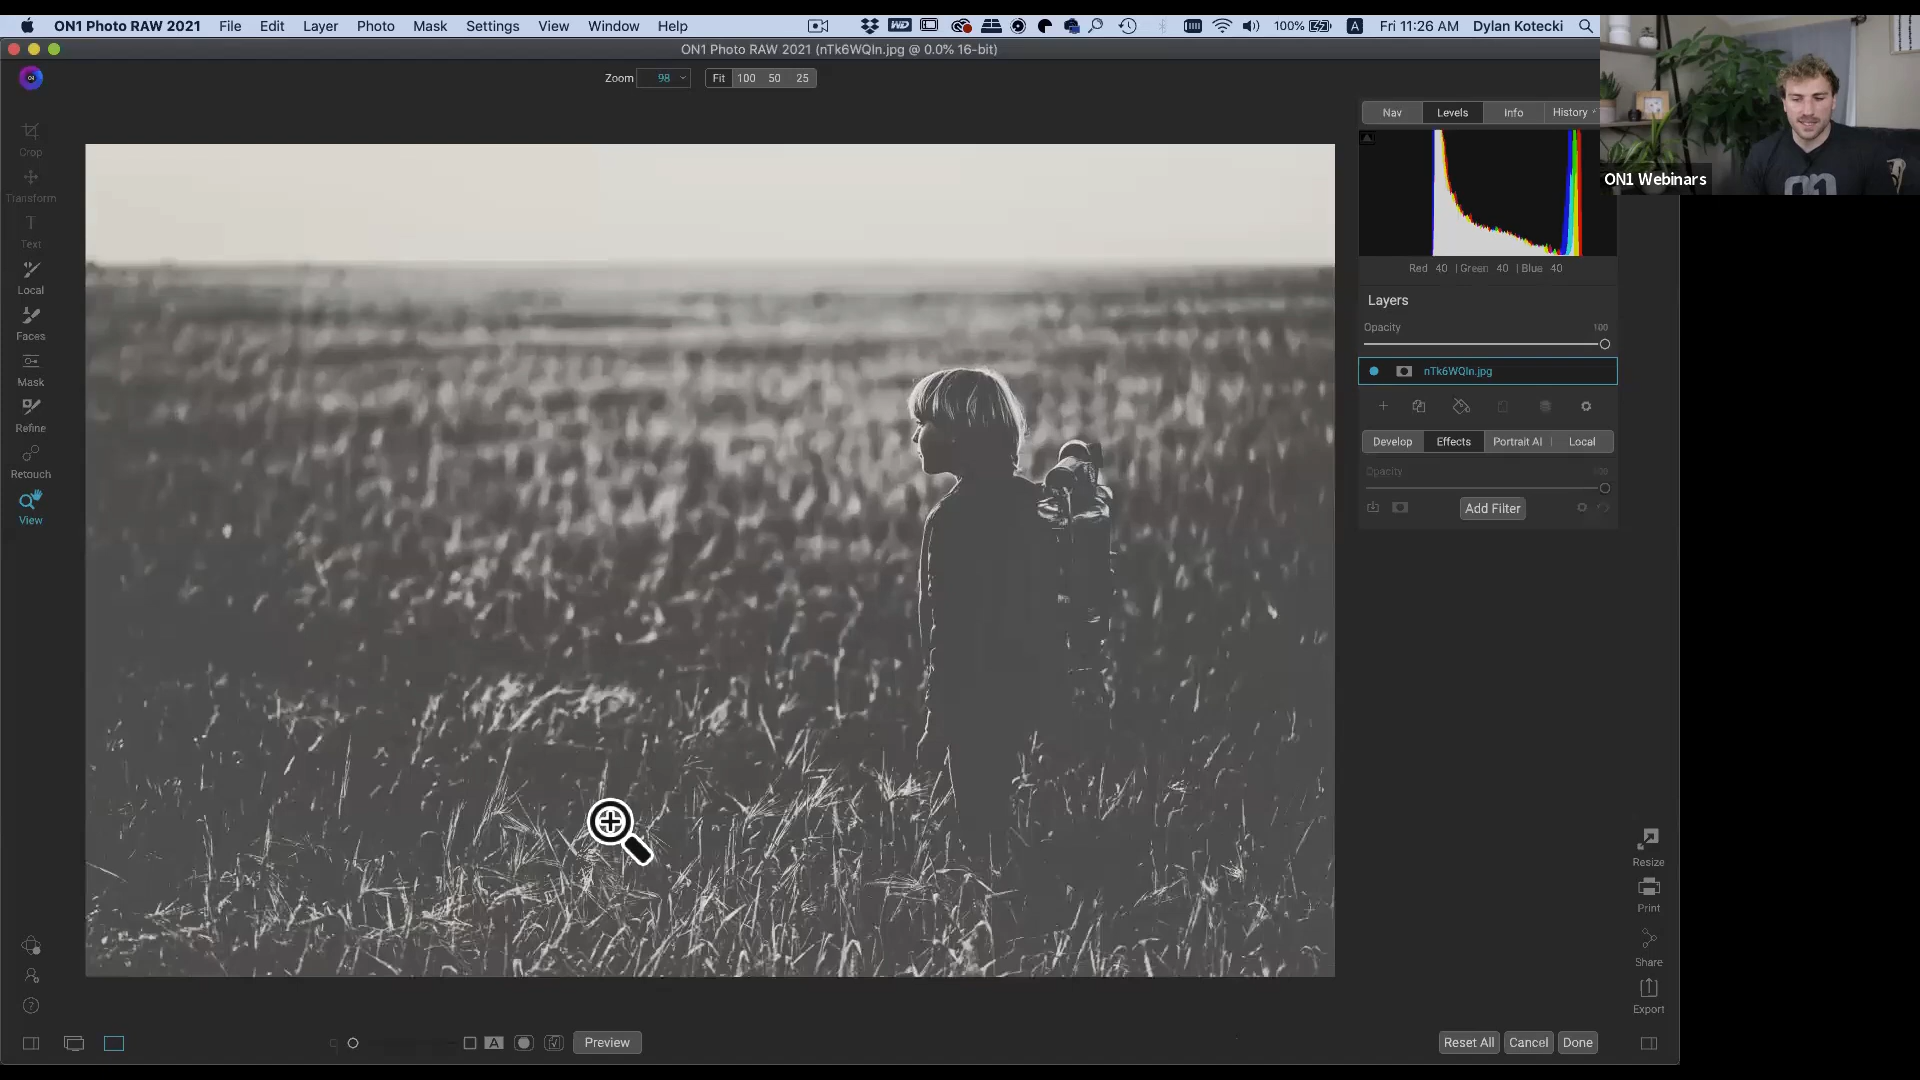 ON1 Photo RAW 2021 File Edit Layer Photo Mask Settings View Window Help
WD 100% A Fri 11:26 AM Dylan Kotecki
ON1 Photo RAW 2021 (nTk6WQIn.jpg @ 0.0% 16-bit)
Zoom 98 Fit 100 50 25
Nav Levels Info History
ON1 Webinars
Crop
Transform
Text
Local
Faces
Mask
Refine
Retouch
View
Red 40 | Green 40 | Blue 40
Layers
Opacity 100
nTk6WQIn.jpg
Develop Effects Portrait AI Local
Opacity 100
Add Filter
Resize
Print
Share
Export
A Preview
Reset All Cancel Done